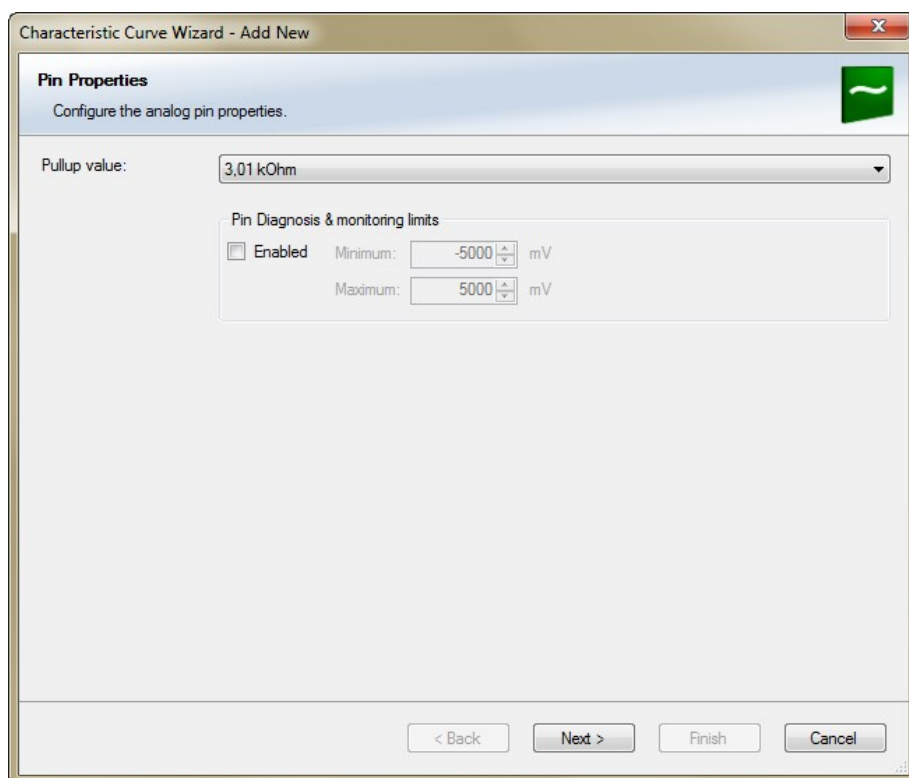 Characteristic Curve Wizard - Add New
Pin Properties
Configure the analog pin properties.
Pullup value: 3,01 kOhm
Pin Diagnosis & monitoring limits
Enabled Minimum: -5000 mV
Maximum: 5000 mV
< Back Next > Finish Cancel